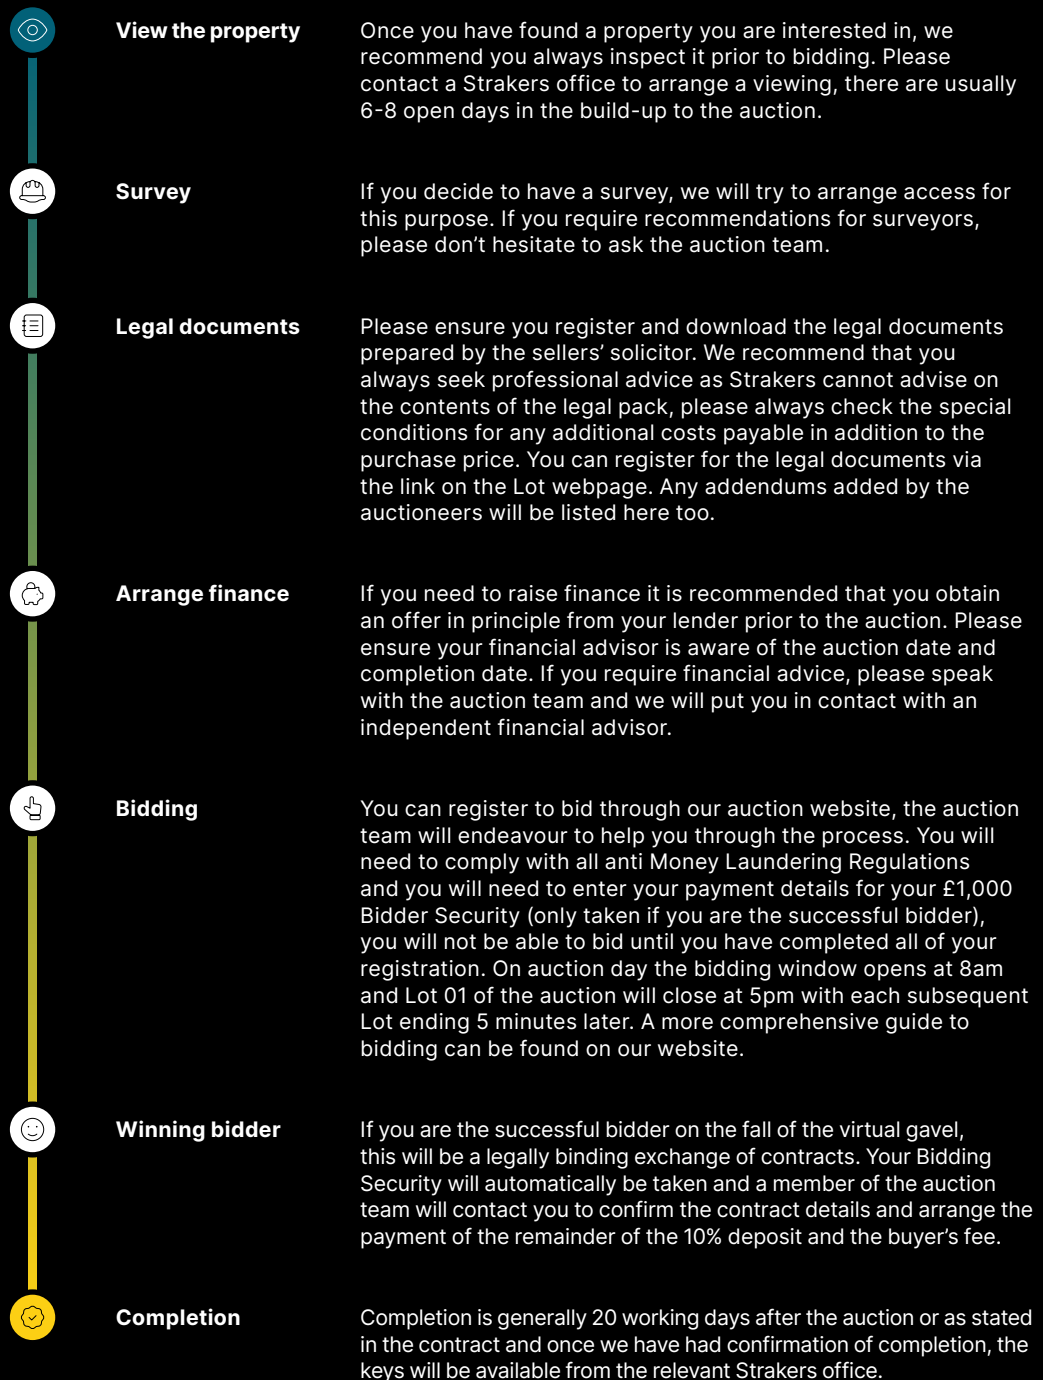 View the property
Once you have found a property you are interested in, we
recommend you always inspect it prior to bidding. Please
contact a Strakers office to arrange a viewing, there are usually
6-8 open days in the build-up to the auction.
Survey
If you decide to have a survey, we will try to arrange access for
this purpose. If you require recommendations for surveyors,
please don’t hesitate to ask the auction team.
Legal documents
Please ensure you register and download the legal documents
prepared by the sellers’ solicitor. We recommend that you
always seek professional advice as Strakers cannot advise on
the contents of the legal pack, please always check the special
conditions for any additional costs payable in addition to the
purchase price. You can register for the legal documents via
the link on the Lot webpage. Any addendums added by the
auctioneers will be listed here too.
Arrange finance
If you need to raise finance it is recommended that you obtain
an offer in principle from your lender prior to the auction. Please
ensure your financial advisor is aware of the auction date and
completion date. If you require financial advice, please speak
with the auction team and we will put you in contact with an
independent financial advisor.
Bidding
You can register to bid through our auction website, the auction
team will endeavour to help you through the process. You will
need to comply with all anti Money Laundering Regulations
and you will need to enter your payment details for your £1,000
Bidder Security (only taken if you are the successful bidder),
you will not be able to bid until you have completed all of your
registration. On auction day the bidding window opens at 8am
and Lot 01 of the auction will close at 5pm with each subsequent
Lot ending 5 minutes later. A more comprehensive guide to
bidding can be found on our website.
Winning bidder
If you are the successful bidder on the fall of the virtual gavel,
this will be a legally binding exchange of contracts. Your Bidding
Security will automatically be taken and a member of the auction
team will contact you to confirm the contract details and arrange the
payment of the remainder of the 10% deposit and the buyer’s fee.
Completion
Completion is generally 20 working days after the auction or as stated
in the contract and once we have had confirmation of completion, the
keys will be available from the relevant Strakers office.